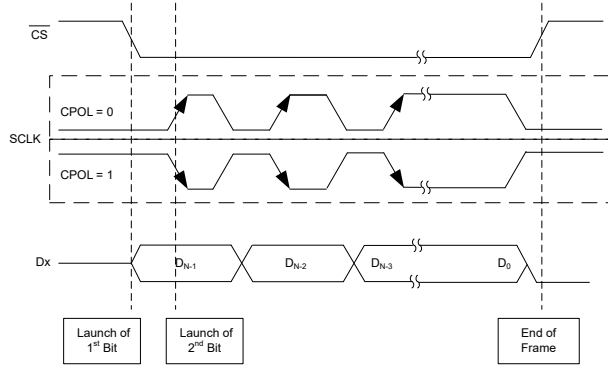 CS
CPOL = 0
SCLK
CPOL = 1
Dx
DN-1
DN-2
DN-3
D0
Launch of
1st Bit
Launch of
2nd Bit
End of
Frame